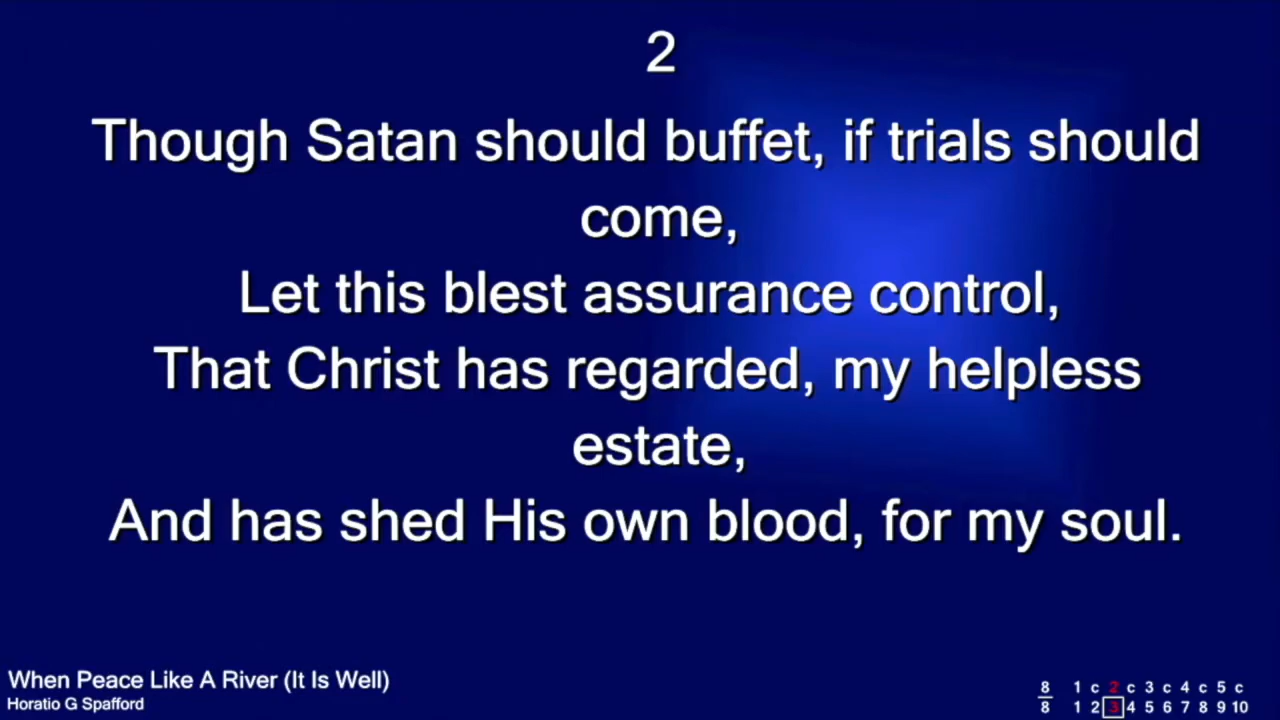 2
Though Satan should buffet, if trials should
come,
Let this blest assurance control,
That Christ has regarded, my helpless
estate,
And has shed His own blood, for my soul.
When Peace Like A River (It Is Well)
Horatio G Spafford
8 1 c 2 c 3 c 4 c 5 c
8 1 2 3 4 5 6 7 8 9 10